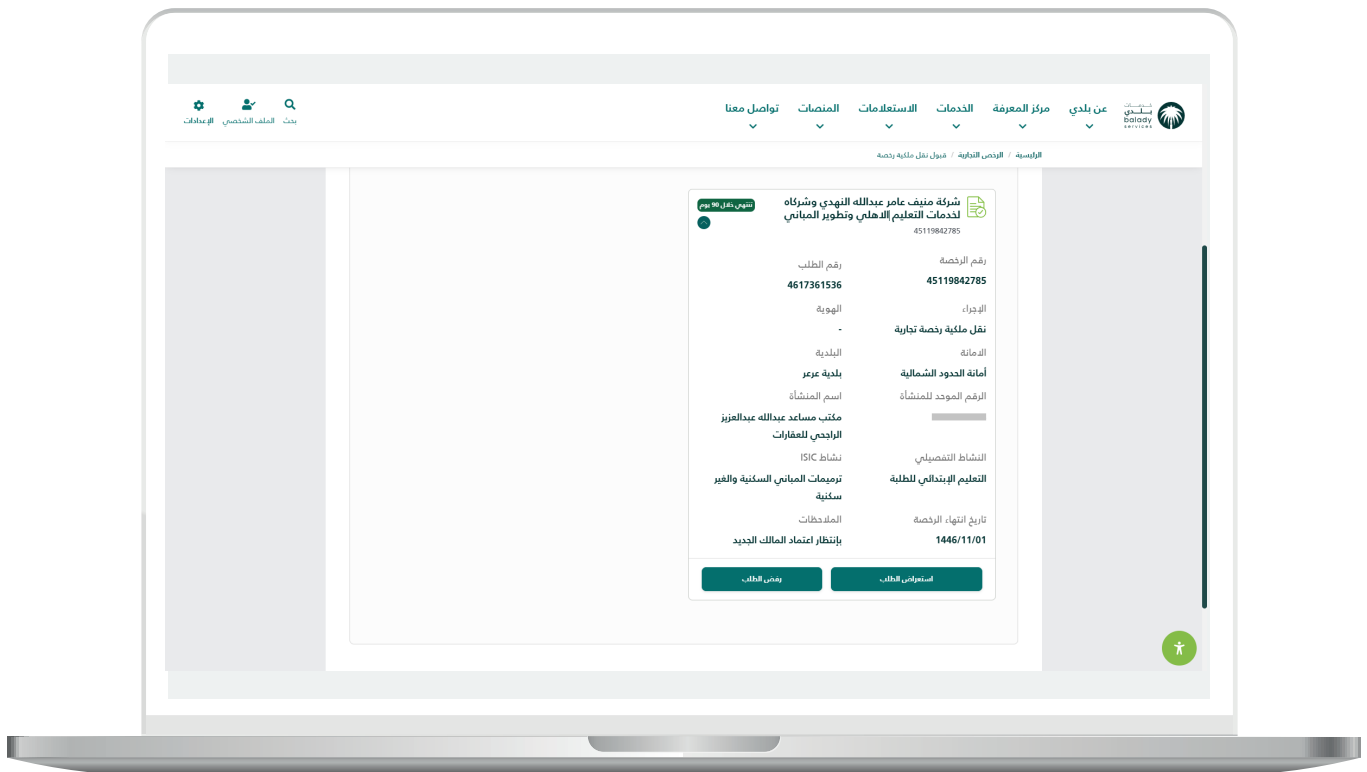 خدمات
بلدي
balady
services
عن بلدي
مركز المعرفة
الخدمات
الاستعلامات
المنصات
تواصل معنا
بحث
الملف الشخصي
الإعدادات
الرئيسية / الرخص التجارية / قبول نقل ملكية رخصة
شركة منيف عامر عبدالله النهدي وشركاه
لخدمات التعليم الاهلي وتطوير المباني
تنتهي خلال 90 يوم
45119842785
رقم الرخصة
رقم الطلب
45119842785
4617361536
الإجراء
الهوية
نقل ملكية رخصة تجارية
-
الامانة
البلدية
أمانة الحدود الشمالية
بلدية عرعر
الرقم الموحد للمنشأة
اسم المنشأة
مكتب مساعد عبدالله عبدالعزيز
الراجحي للعقارات
النشاط التفصيلي
نشاط ISIC
التعليم الإبتدائي للطلبة
ترميمات المباني السكنية والغير
سكنية
تاريخ انتهاء الرخصة
الملاحظات
1446/11/01
بإنتظار اعتماد المالك الجديد
استعراض الطلب
رفض الطلب